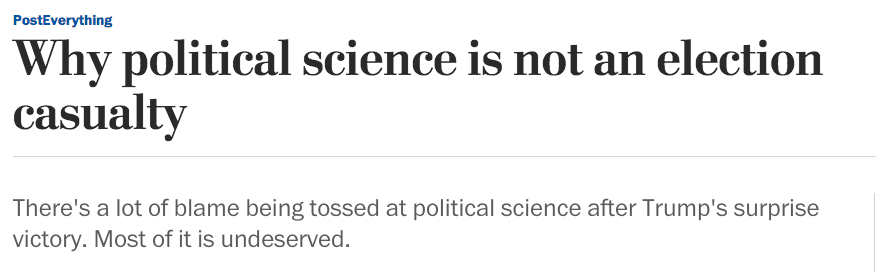 PostEverything
Why political science is not an election
casualty
There's a lot of blame being tossed at political science after Trump's surprise
victory. Most of it is undeserved.